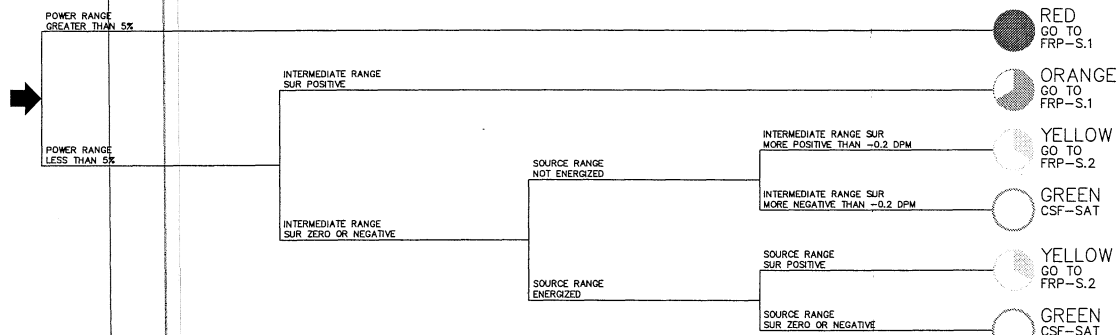 POWER RANGE
GREATER THAN 5%
RED
GO TO
FRP-S.1
INTERMEDIATE RANGE
SUR POSITIVE
ORANGE
GO TO
FRP-S.1
POWER RANGE
LESS THAN 5%
INTERMEDIATE RANGE SUR
MORE POSITIVE THAN -0.2 DPM
YELLOW
GO TO
FRP-S.2
SOURCE RANGE
NOT ENERGIZED
INTERMEDIATE RANGE SUR
MORE NEGATIVE THAN -0.2 DPM
GREEN
CSF-SAT
INTERMEDIATE RANGE
SUR ZERO OR NEGATIVE
SOURCE RANGE
SUR POSITIVE
YELLOW
GO TO
FRP-S.2
SOURCE RANGE
ENERGIZED
SOURCE RANGE
SUR ZERO OR NEGATIVE
GREEN
CSF-SAT